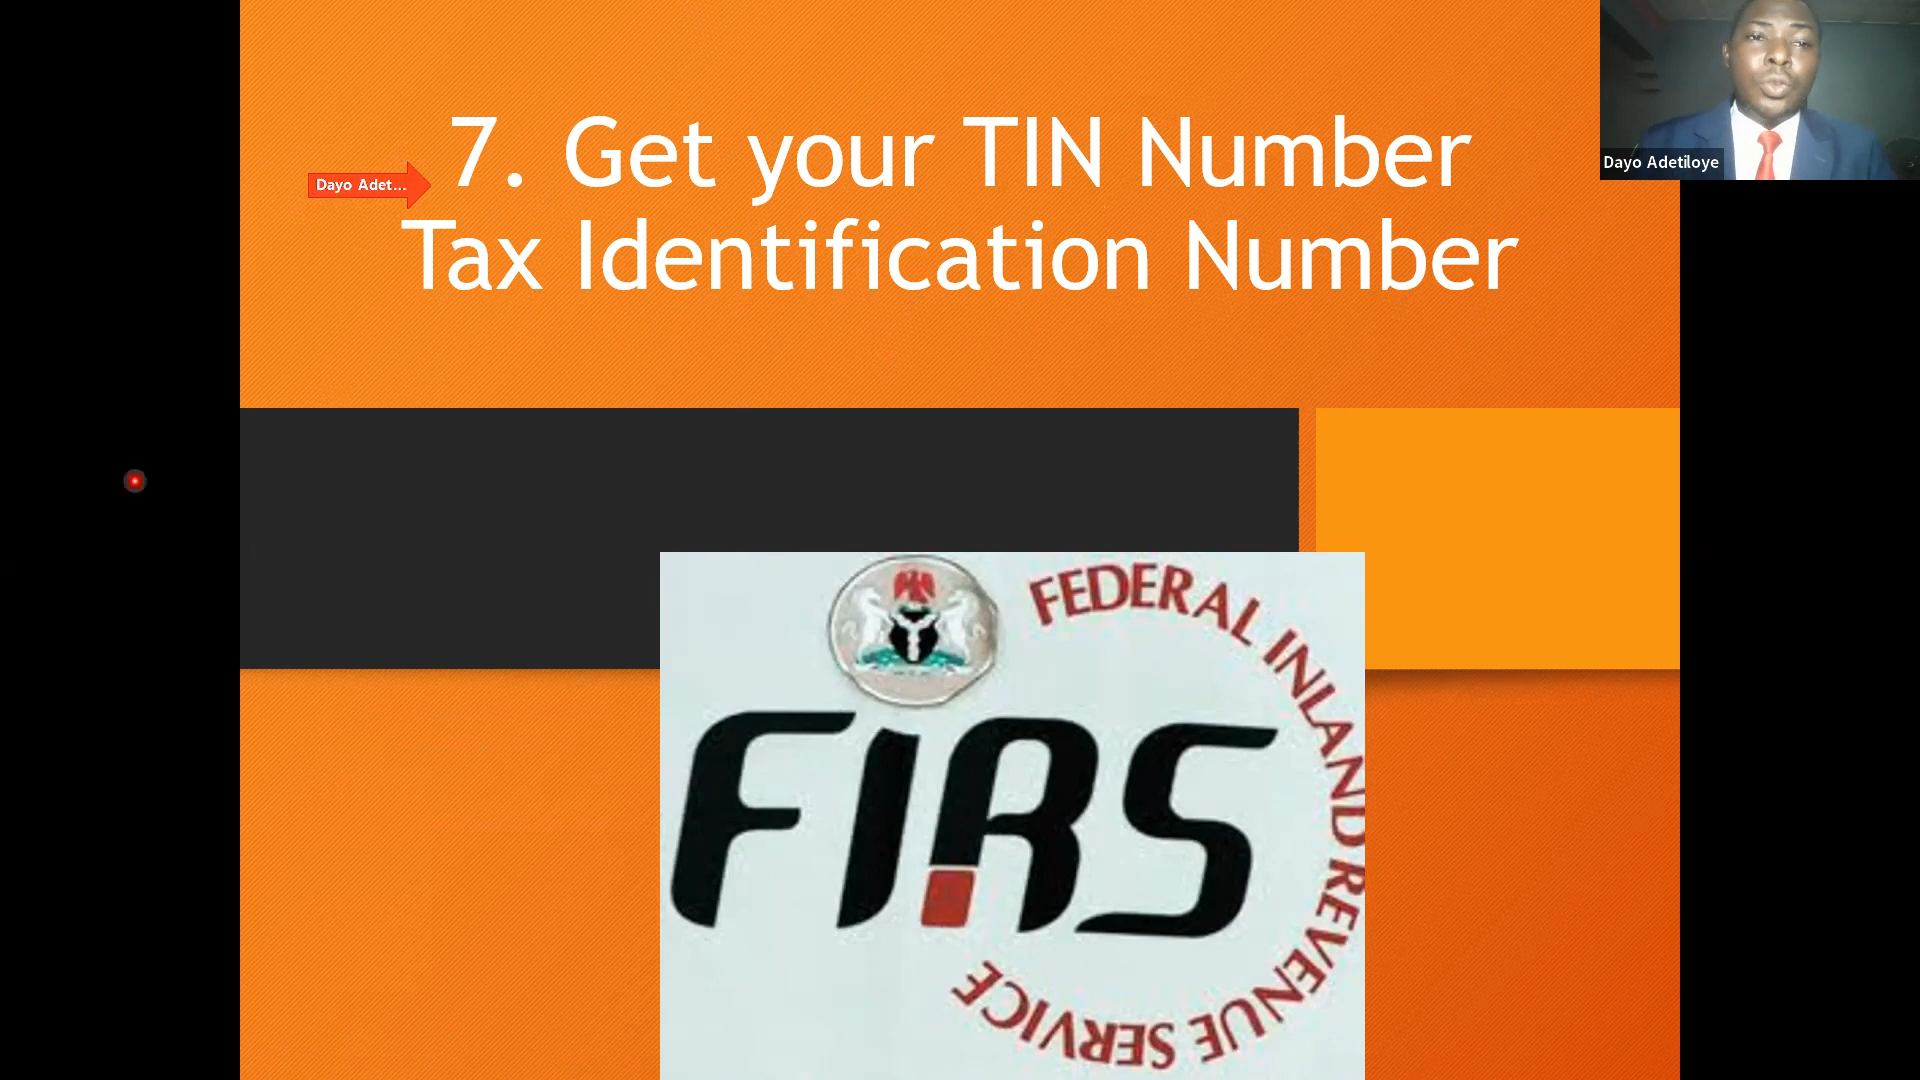 7. Get your TIN Number
Dayo Adet...
Tax Identification Number
Dayo Adetiloye
FEDERAL INLAND REVENUE SERVICE
FIRS